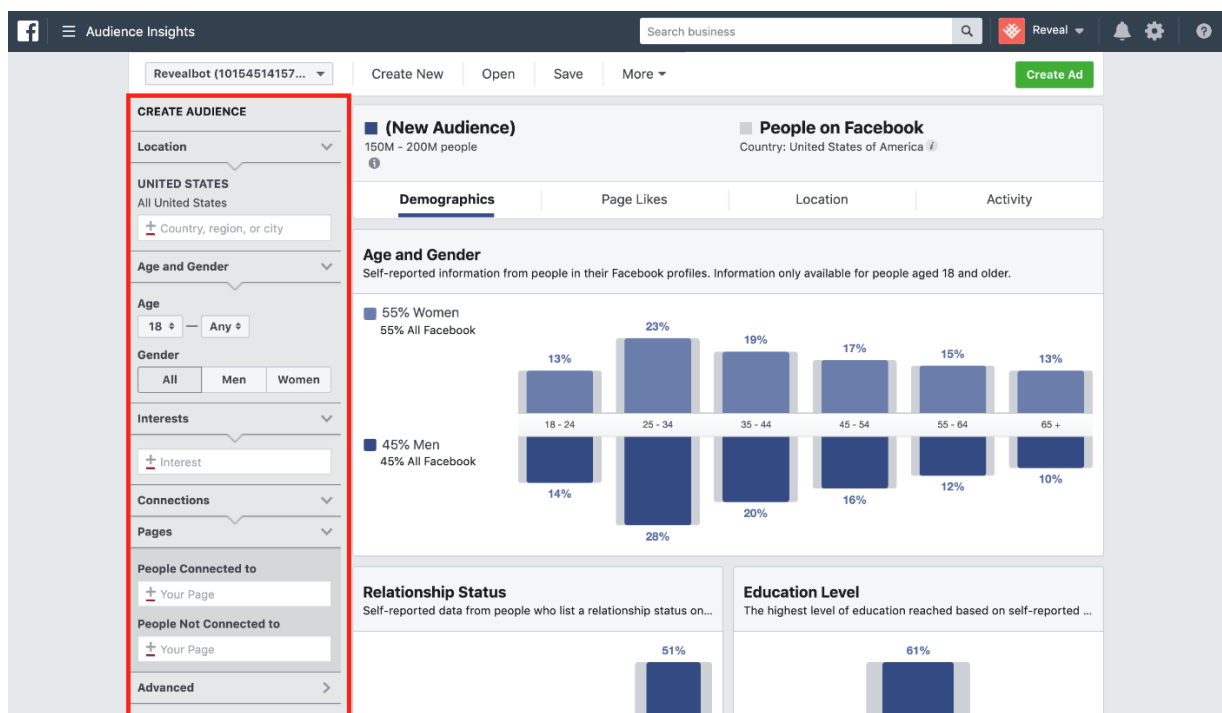 Audience Insights
Search business
Reveal
Revealbot (10154514157...
Create New
Open
Save
More
Create Ad
CREATE AUDIENCE
Location
UNITED STATES
All United States
Country, region, or city
Age and Gender
Age
18 — Any
Gender
All Men Women
Interests
Interest
Connections
Pages
People Connected to
Your Page
People Not Connected to
Your Page
Advanced
(New Audience)
150M - 200M people
People on Facebook
Country: United States of America
Demographics
Page Likes
Location
Activity
Age and Gender
Self-reported information from people in their Facebook profiles. Information only available for people aged 18 and older.
55% Women
55% All Facebook
13% 23% 19% 17% 15% 13%
18 - 24 25 - 34 35 - 44 45 - 54 55 - 64 65 +
45% Men
45% All Facebook
14% 28% 20% 16% 12% 10%
Relationship Status
Self-reported data from people who list a relationship status on...
51%
Education Level
The highest level of education reached based on self-reported ...
61%